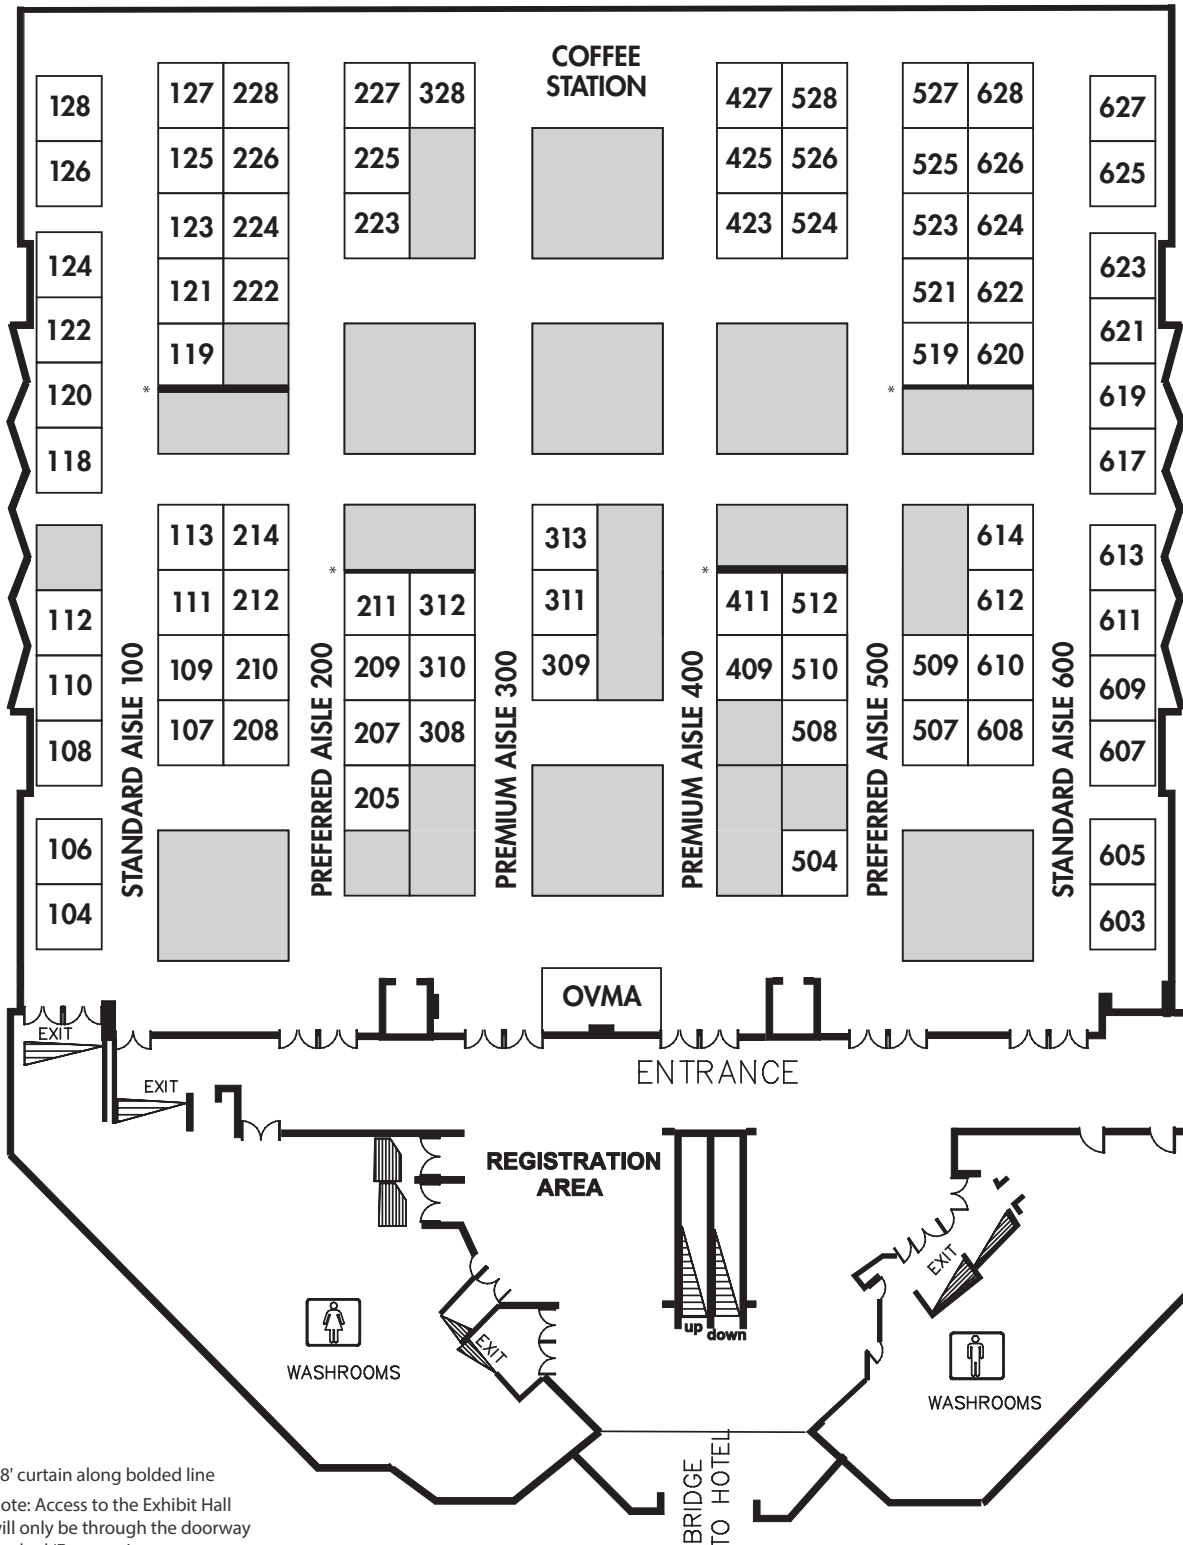 COFFEE
STATION
127 228
227 328
427 528
527 628
128
627
125 226
225
425 526
525 626
126
625
123 224
223
423 524
523 624
124
623
121 222
521 622
122
621
119
519 620
*
*
120
619
118
617
113 214
313
614
613
*
*
111 212
211 312
311
411 512
612
112
611
109 210
209 310
309
409 510
509 610
110
609
107 208
207 308
508
507 608
108
607
205
106
504
605
104
603
STANDARD AISLE 100
PREFERRED AISLE 200
PREMIUM AISLE 300
PREMIUM AISLE 400
PREFERRED AISLE 500
STANDARD AISLE 600
OVMA
EXIT
ENTRANCE
EXIT
REGISTRATION
AREA
EXIT
up down
EXIT
WASHROOMS
WASHROOMS
BRIDGE
TO HOTEL
8' curtain along bolded line
ote: Access to the Exhibit Hall
will only be through the doorway